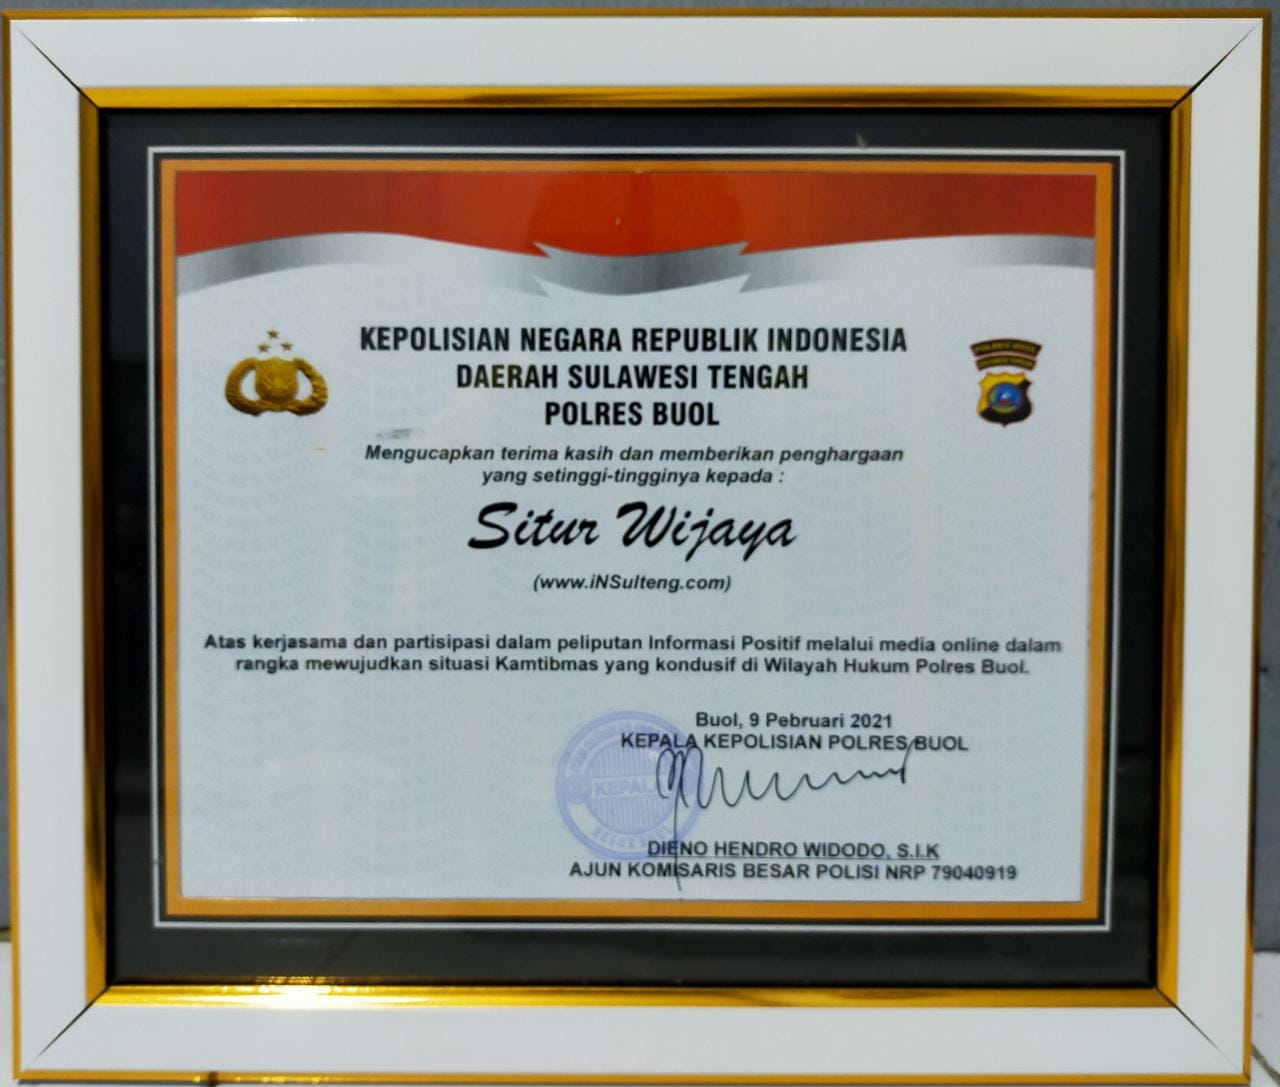 KEPOLISIAN NEGARA REPUBLIK INDONESIA
DAERAH SULAWESI TENGAH
POLRES BUOL
POLRES BUOL
Mengucapkan terima kasih dan memberikan penghargaan
yang setinggi-tingginya kepada :
Situr Wijaya
(www.iNSulteng.com)
Atas kerjasama dan partisipasi dalam peliputan Informasi Positif melalui media online dalam
rangka mewujudkan situasi Kamtibmas yang kondusif di Wilayah Hukum Polres Buol.
Buol, 9 Pebruari 2021
KEPALA KEPOLISIAN POLRES BUOL
KEPALA
DIENO HENDRO WIDODO, S.I.K
AJUN KOMISARIS BESAR POLISI NRP 79040919